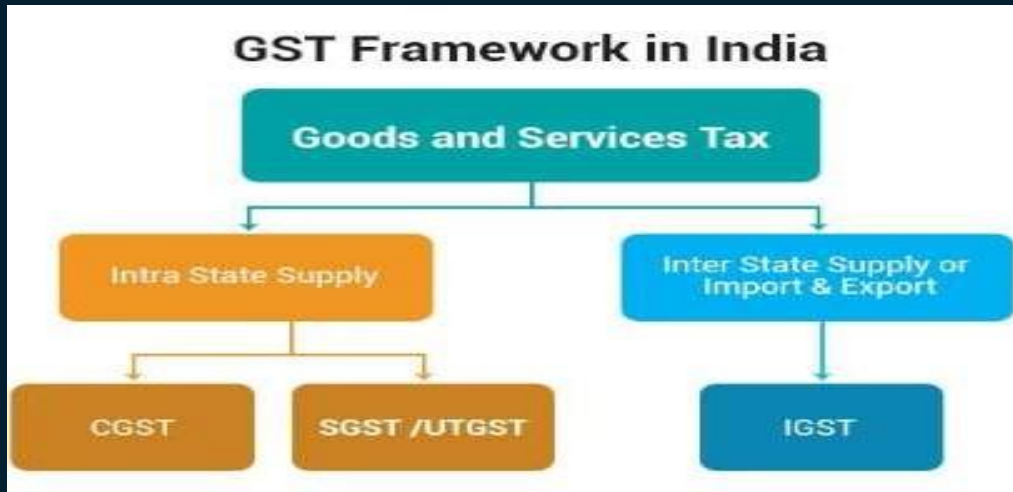 GST Framework in India
Goods and Services Tax
Intra State Supply
Inter State Supply or
Import & Export
CGST
SGST /UTGST
IGST